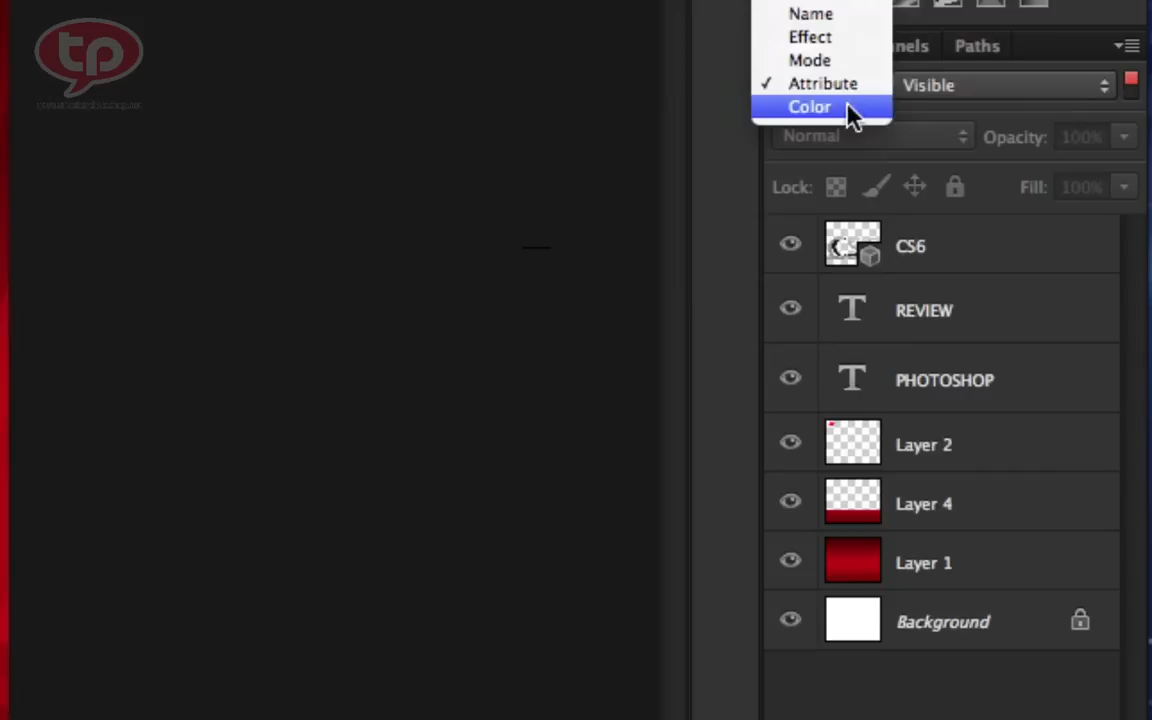 tp
Name
Effect
Mode
✓ Attribute
Color
nels
Paths
Visible
Normal
Opacity: 100%
Lock:
Fill: 100%
CS6
T REVIEW
T PHOTOSHOP
Layer 2
Layer 4
Layer 1
Background